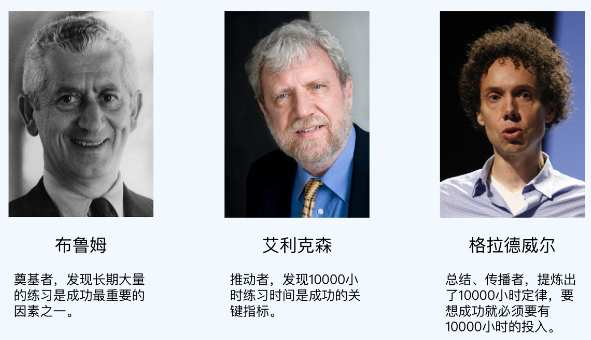 布鲁姆
奠基者，发现长期大量
的练习是成功最重要的
因素之一。
艾利克森
推动者，发现10000小
时练习时间是成功的关
键指标。
格拉德威尔
总结、传播者，提炼出
了10000小时定律，要
想成功就必须要有
10000小时的投入。